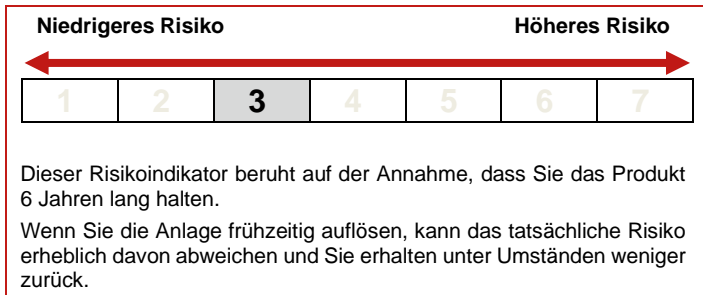 Niedrigeres Risiko Höheres Risiko
1 2 3 4 5 6 7
Dieser Risikoindikator beruht auf der Annahme, dass Sie das Produkt
6 Jahren lang halten.
Wenn Sie die Anlage frühzeitig auflösen, kann das tatsächliche Risiko
erheblich davon abweichen und Sie erhalten unter Umständen weniger
zurück.